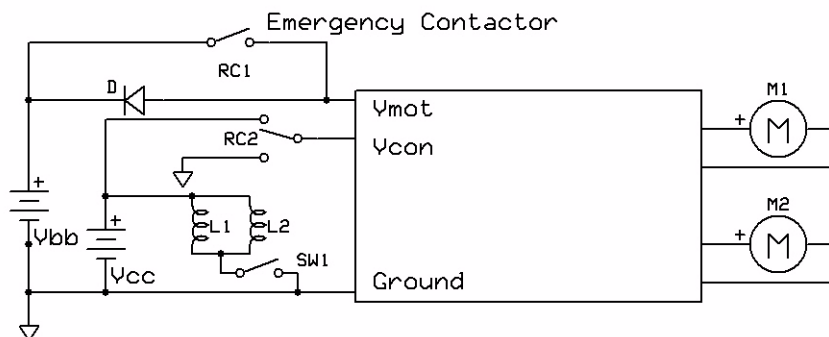 Emergency Contactor
RC1
D
M1
Vmot
+
M
RC2
Vcon
+
+
M2
L1
L2
+
M
Vbb
SW1
Vcc
Ground